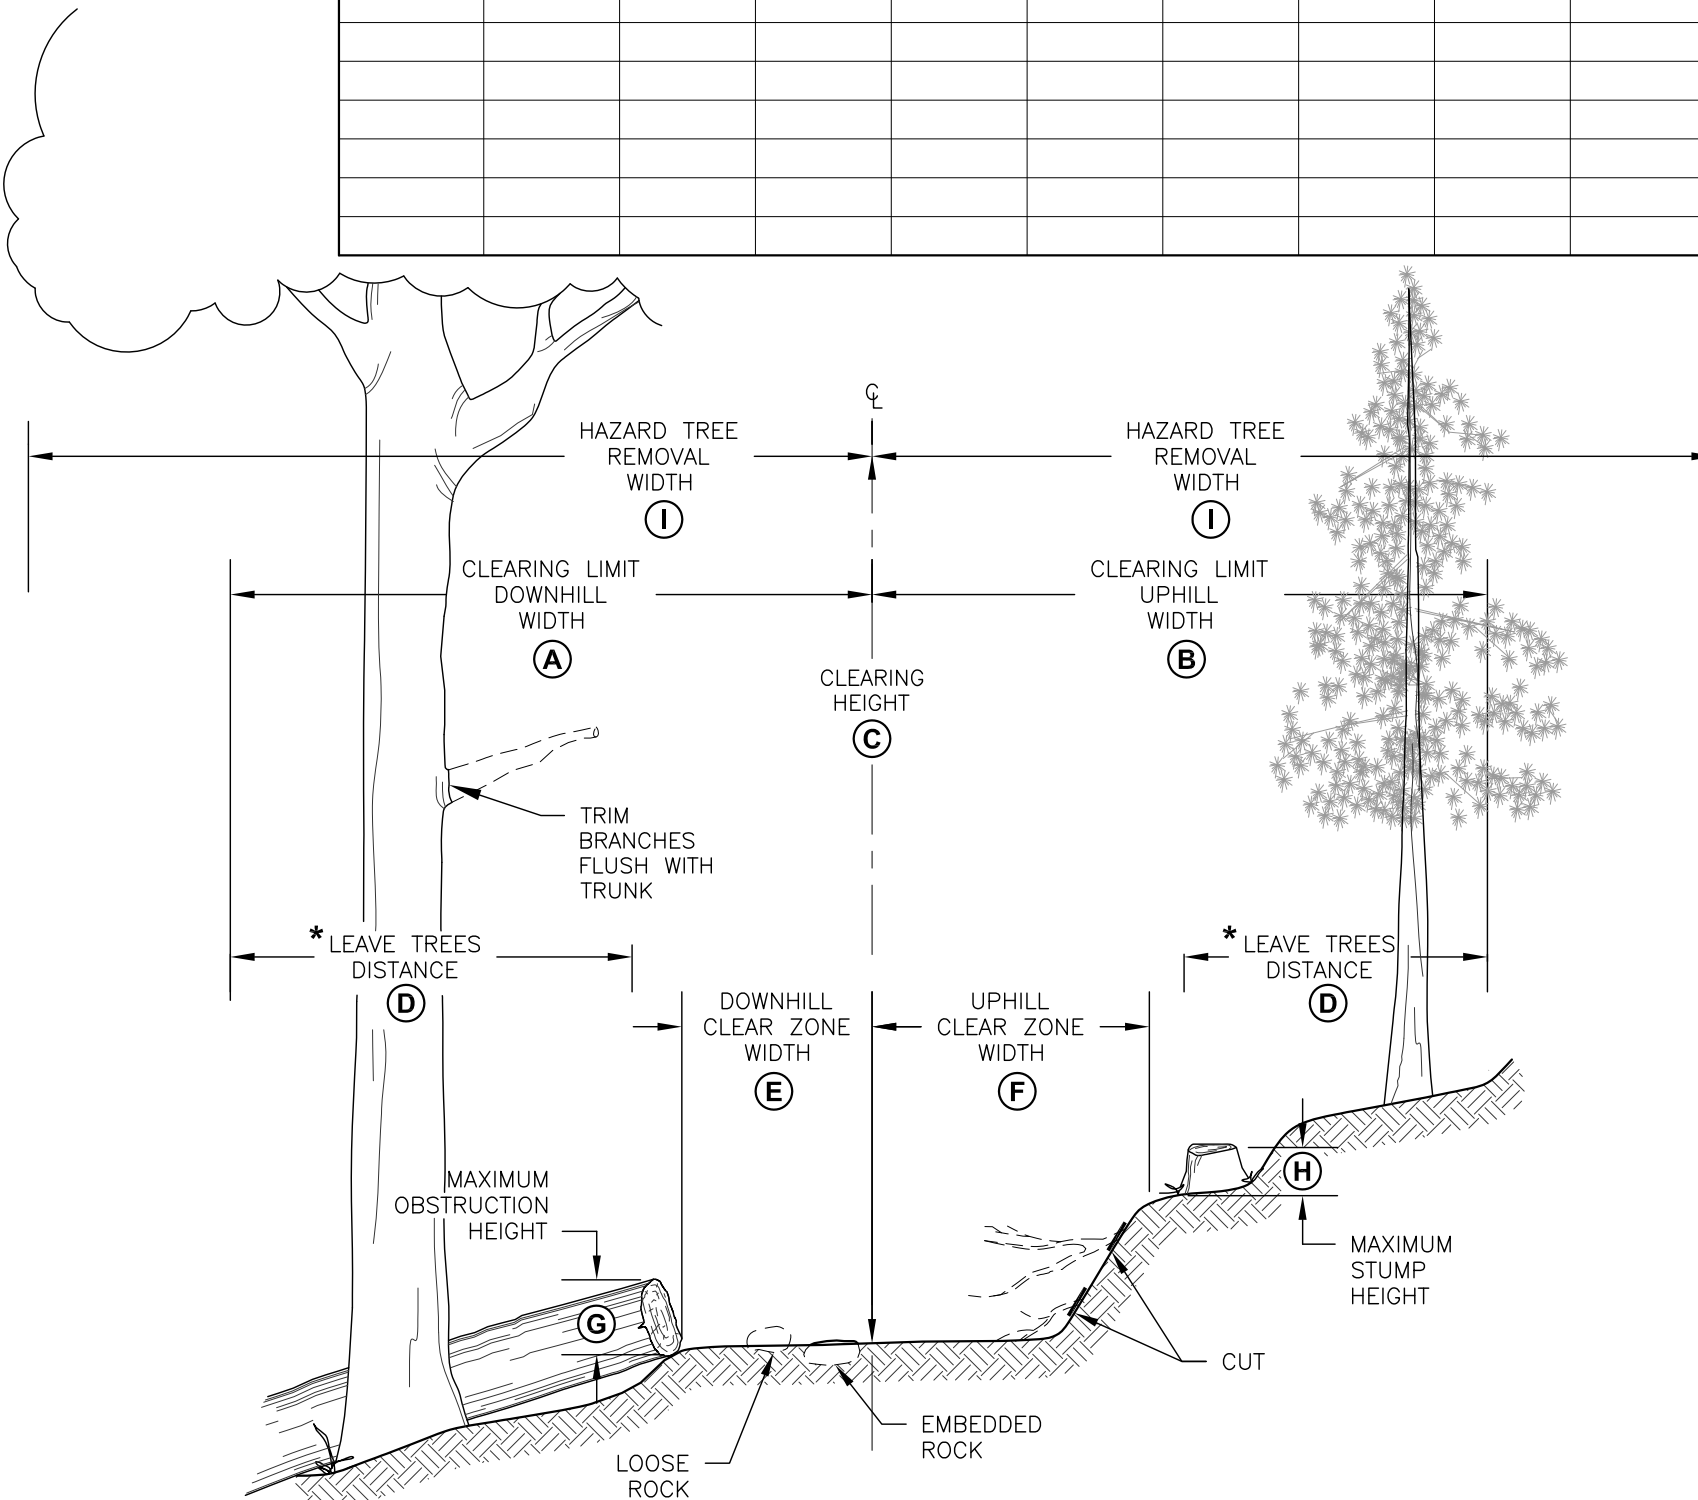 ℄
HAZARD TREE
REMOVAL
WIDTH
I
HAZARD TREE
REMOVAL
WIDTH
I
CLEARING LIMIT
DOWNHILL
WIDTH
A
CLEARING LIMIT
UPHILL
WIDTH
B
CLEARING
HEIGHT
C
TRIM
BRANCHES
FLUSH WITH
TRUNK
* LEAVE TREES
DISTANCE
D
* LEAVE TREES
DISTANCE
D
DOWNHILL
CLEAR ZONE
WIDTH
E
UPHILL
CLEAR ZONE
WIDTH
F
MAXIMUM
OBSTRUCTION
HEIGHT
G
H
MAXIMUM
STUMP
HEIGHT
CUT
EMBEDDED
ROCK
LOOSE
ROCK